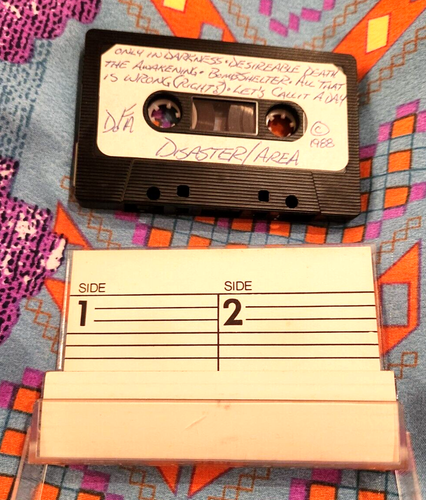 ONLY IN DARKNESS • DESIREABLE DEATH
THE AWAKENING • BOMBSHELTER • ALL THAT
IS WRONG (RIGHTS) • LET'S CALL IT A DAY
© 1988
DISASTER/AREA
SIDE 1
SIDE 2